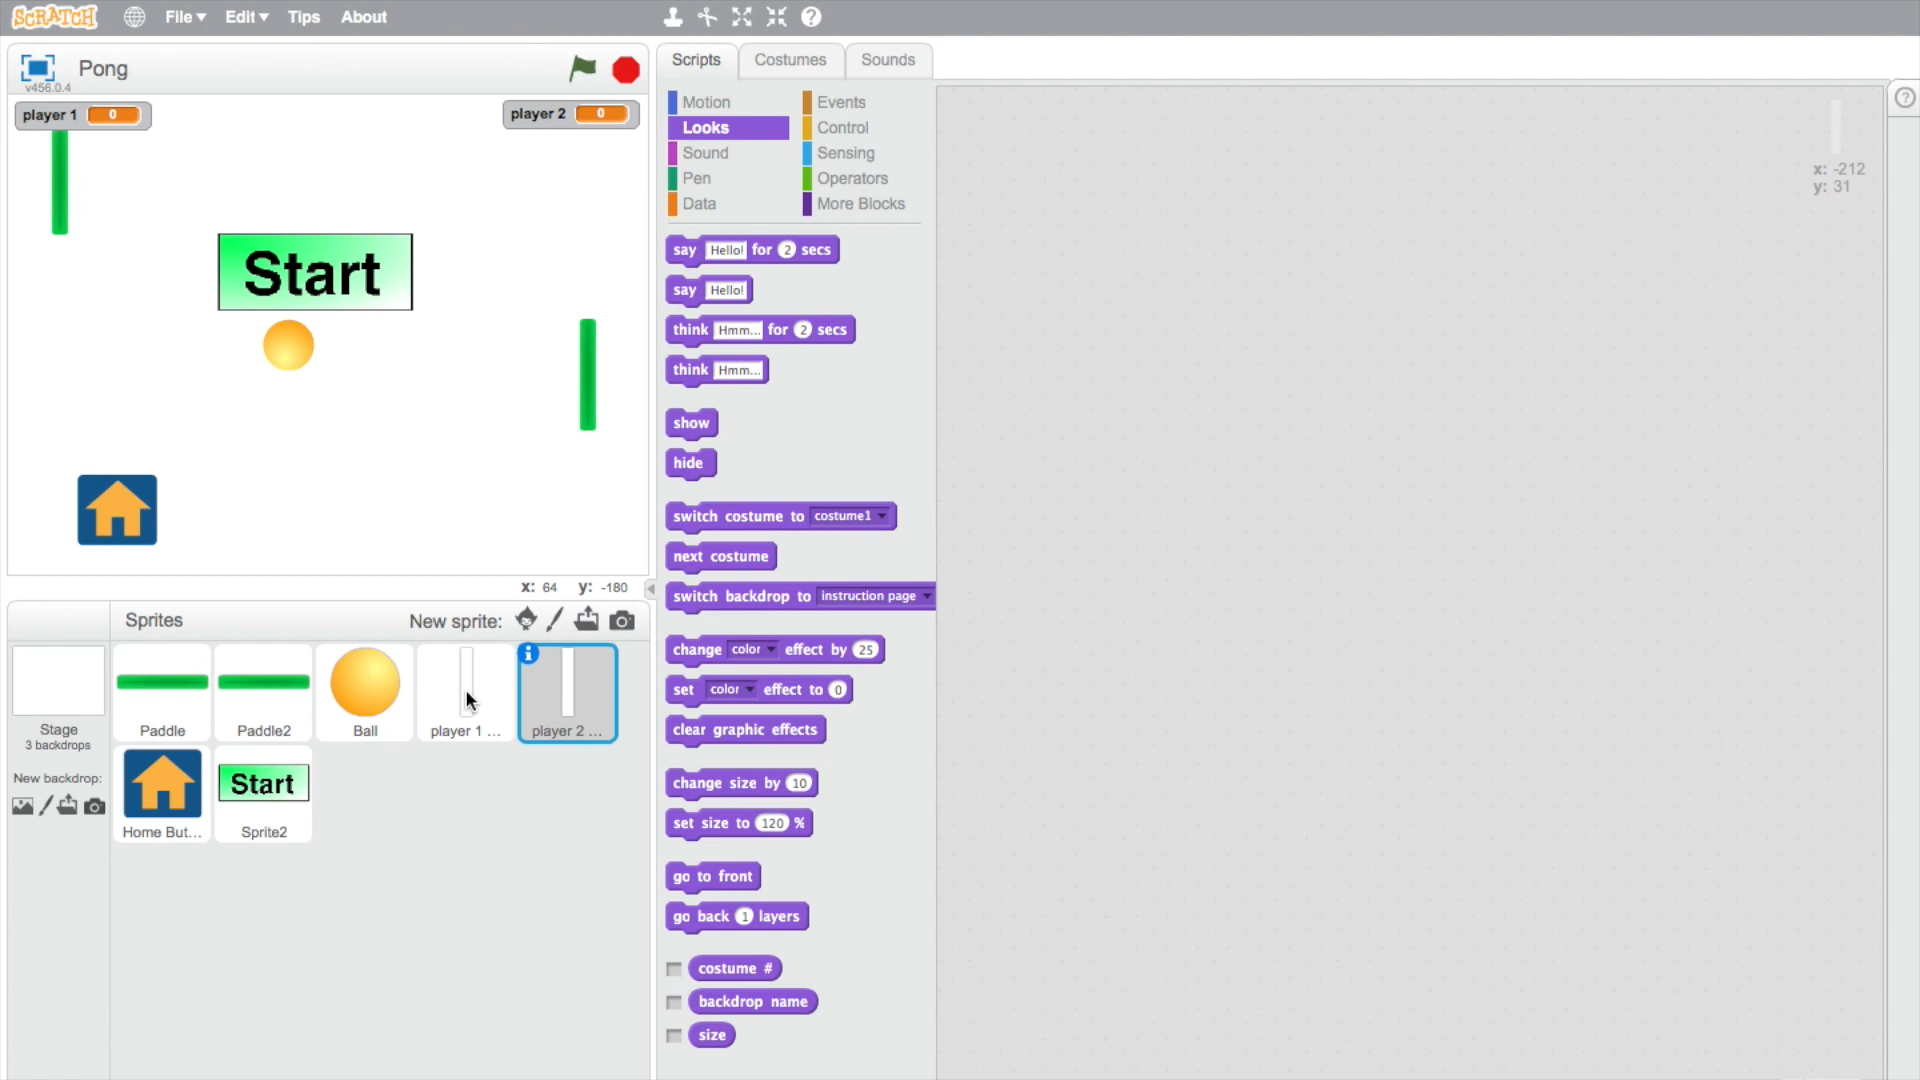 SCRATCH File Edit Tips About
Pong
v456.0.4
player 1 0
player 2 0
Start
x: 64 y: -180
Sprites New sprite:
Stage
3 backdrops
New backdrop:
Paddle
Paddle2
Ball
player 1 ...
player 2 ...
Home But...
Start
Sprite2
Scripts Costumes Sounds
Motion Events
Looks Control
Sound Sensing
Pen Operators
Data More Blocks
say Hello! for 2 secs
say Hello!
think Hmm... for 2 secs
think Hmm...
show
hide
switch costume to costume1
next costume
switch backdrop to instruction page
change color effect by 25
set color effect to 0
clear graphic effects
change size by 10
set size to 120 %
go to front
go back 1 layers
costume #
backdrop name
size
x: -212
y: 31